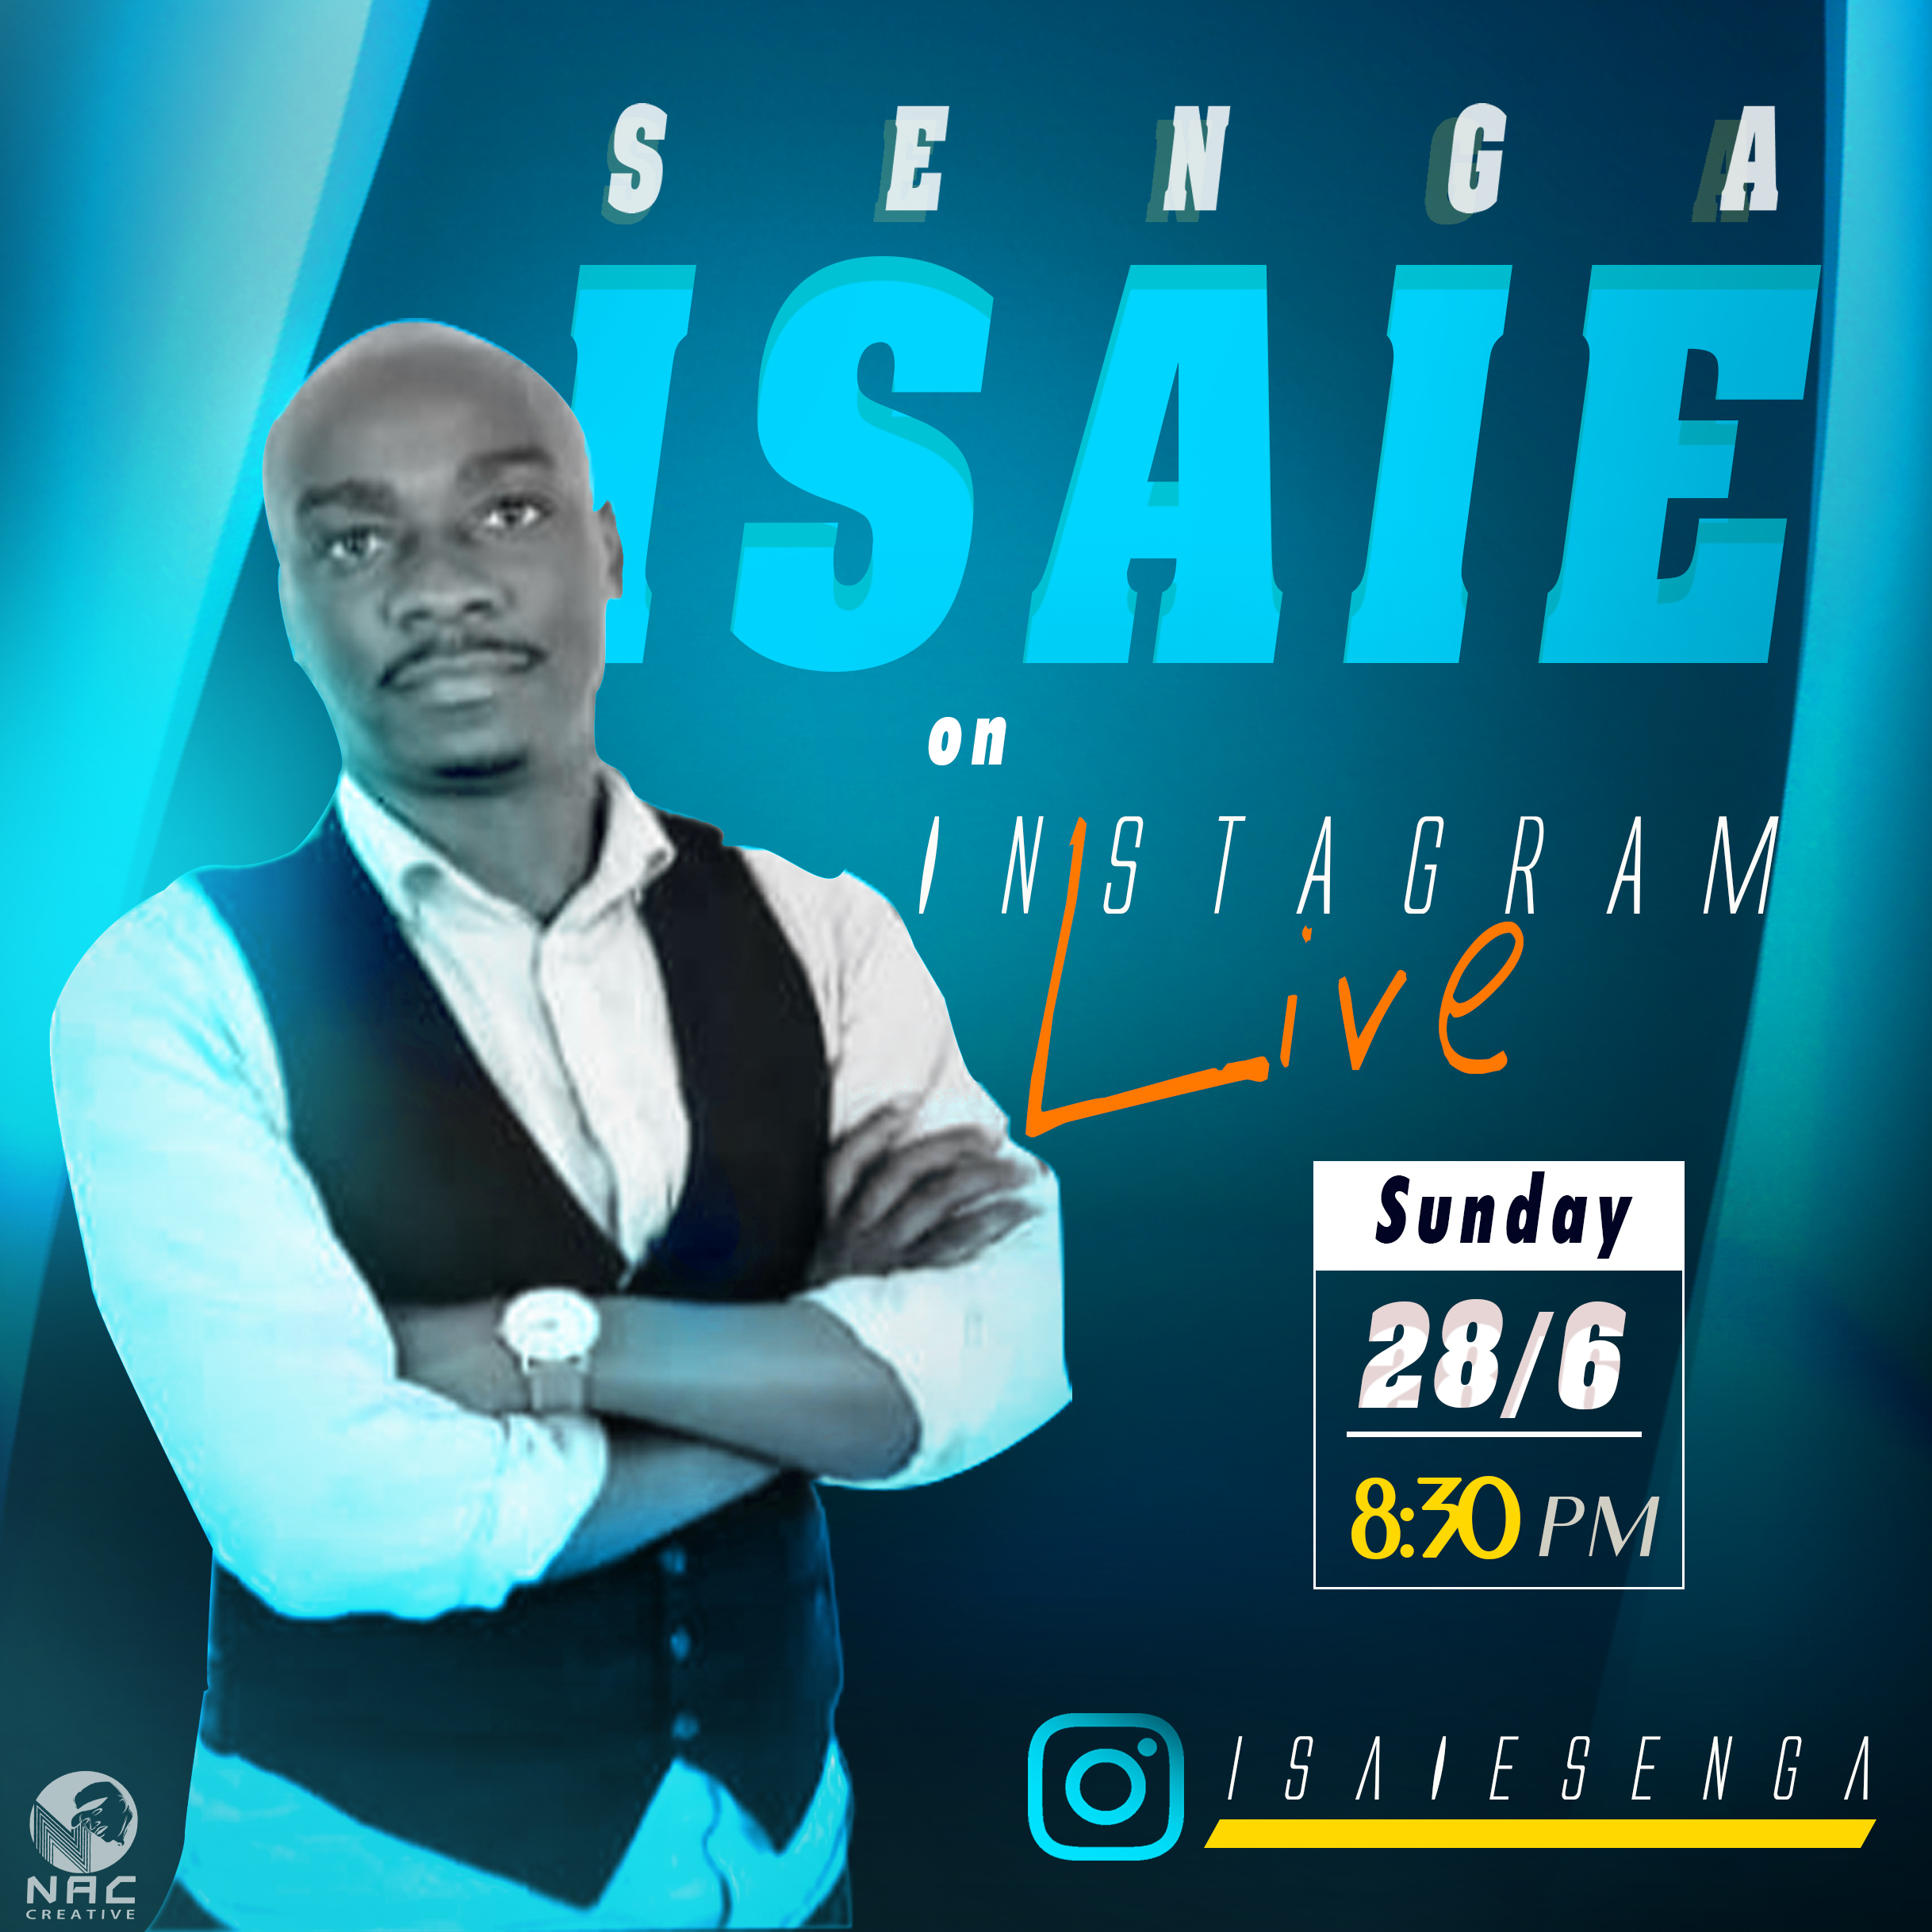 SENGA
ISAIE
on
INSTAGRAM
Live
Sunday
28/6
8:30 PM
ISAIESENGA
NAC
CREATIVE